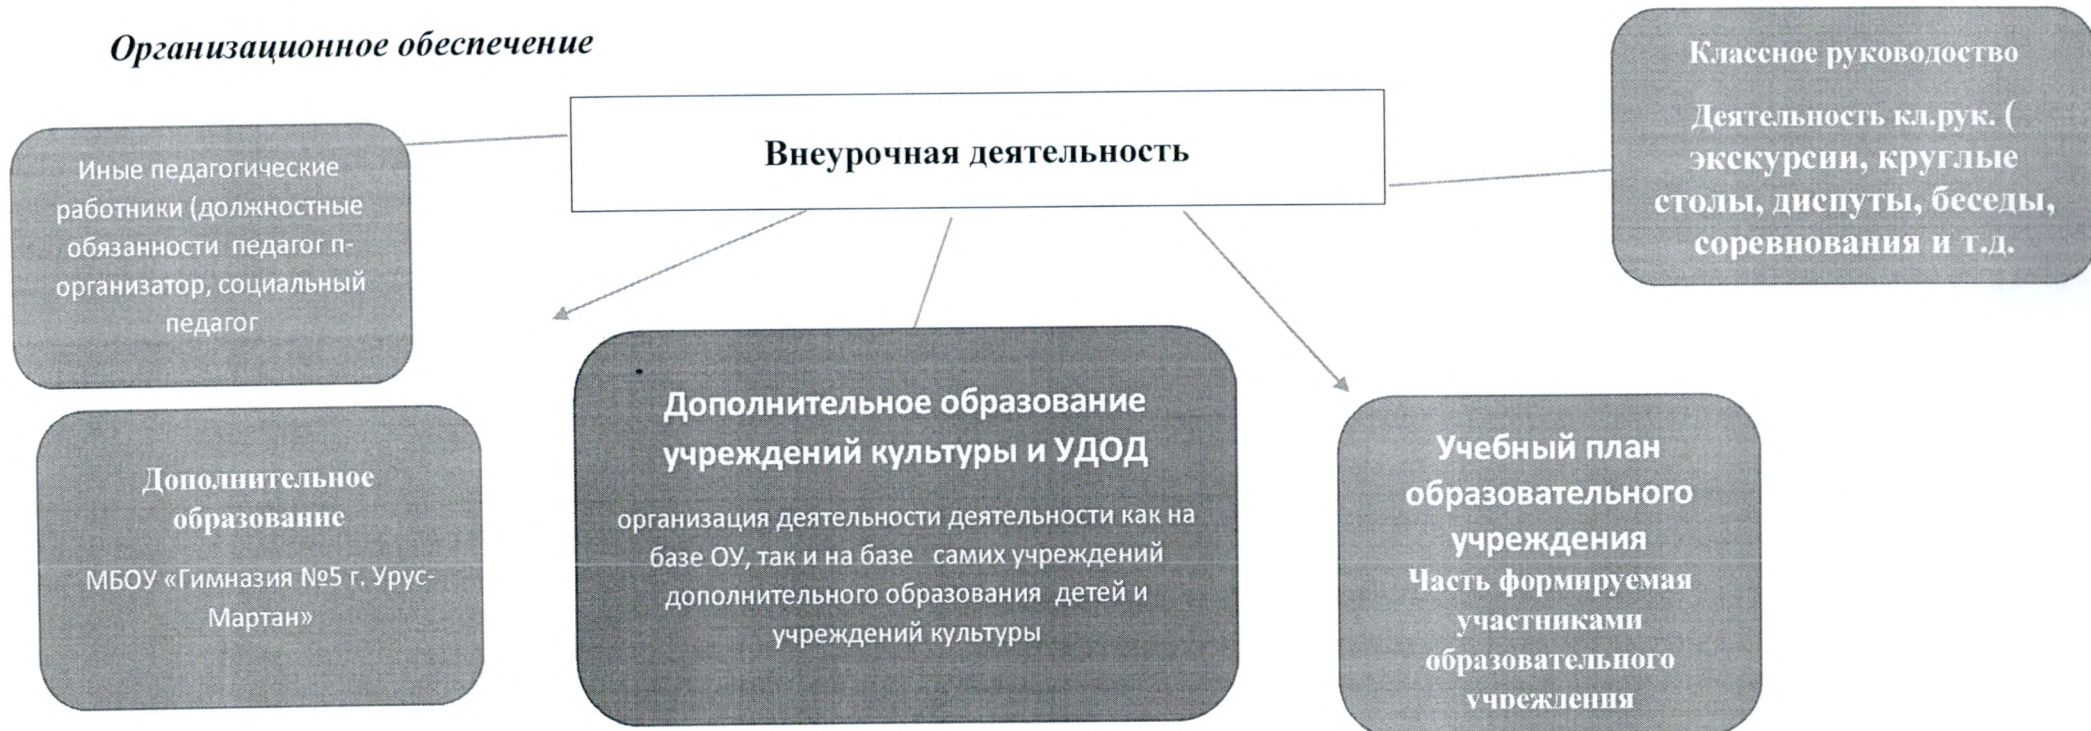 Организационное обеспечение
Внеурочная деятельность
Иные педагогические
работники (должностные
обязанности педагог п-
организатор, социальный
педагог
Классное руководоство
Деятельность кл.рук. (
экскурсии, круглые
столы, диспуты, беседы,
соревнования и т.д.
Дополнительное
образование
МБОУ «Гимназия №5 г. Урус-
Мартан»
Дополнительное образование
учреждений культуры и УДОД
организация деятельности деятельности как на
базе ОУ, так и на базе самих учреждений
дополнительного образования детей и
учреждений культуры
Учебный план
образовательного
учреждения
Часть формируемая
участниками
образовательного
учреждения